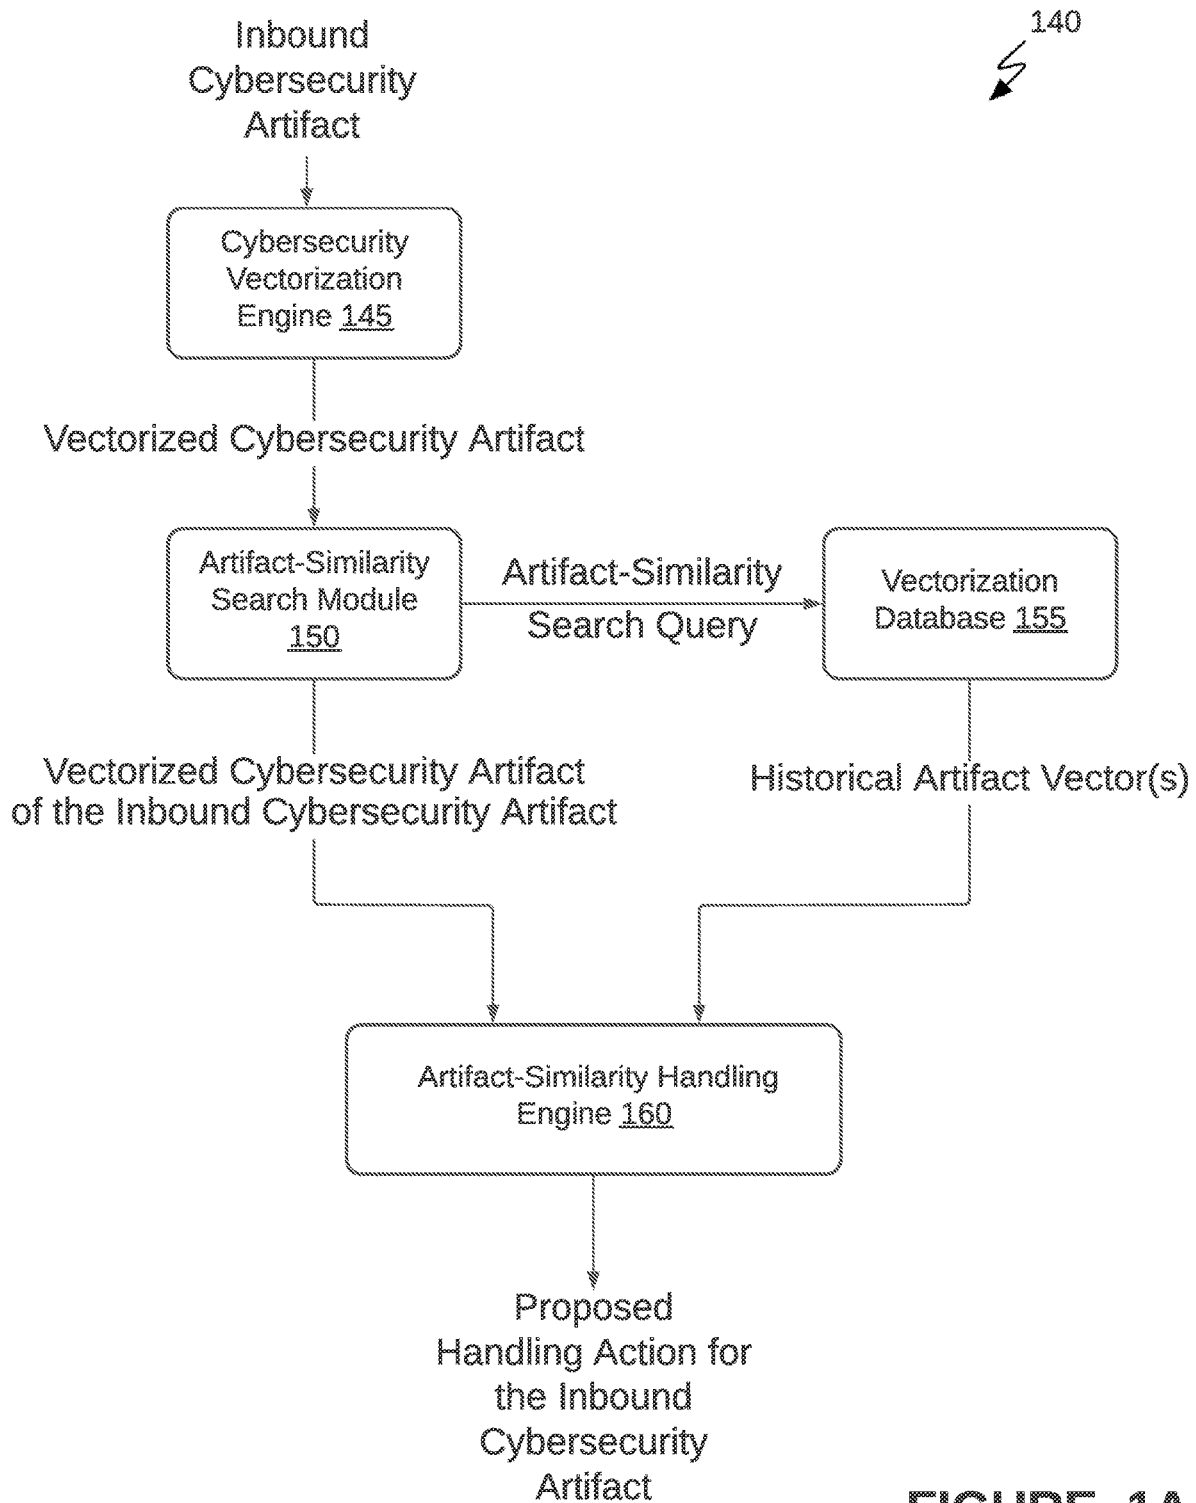 140
Inbound
Cybersecurity
Artifact
Cybersecurity
Vectorization
Engine 145
Vectorized Cybersecurity Artifact
Artifact-Similarity
Search Module
150
Artifact-Similarity
Search Query
Vectorization
Database 155
Vectorized Cybersecurity Artifact
of the Inbound Cybersecurity Artifact
Historical Artifact Vector(s)
Artifact-Similarity Handling
Engine 160
Proposed
Handling Action for
the Inbound
Cybersecurity
Artifact
FIGURE 1A